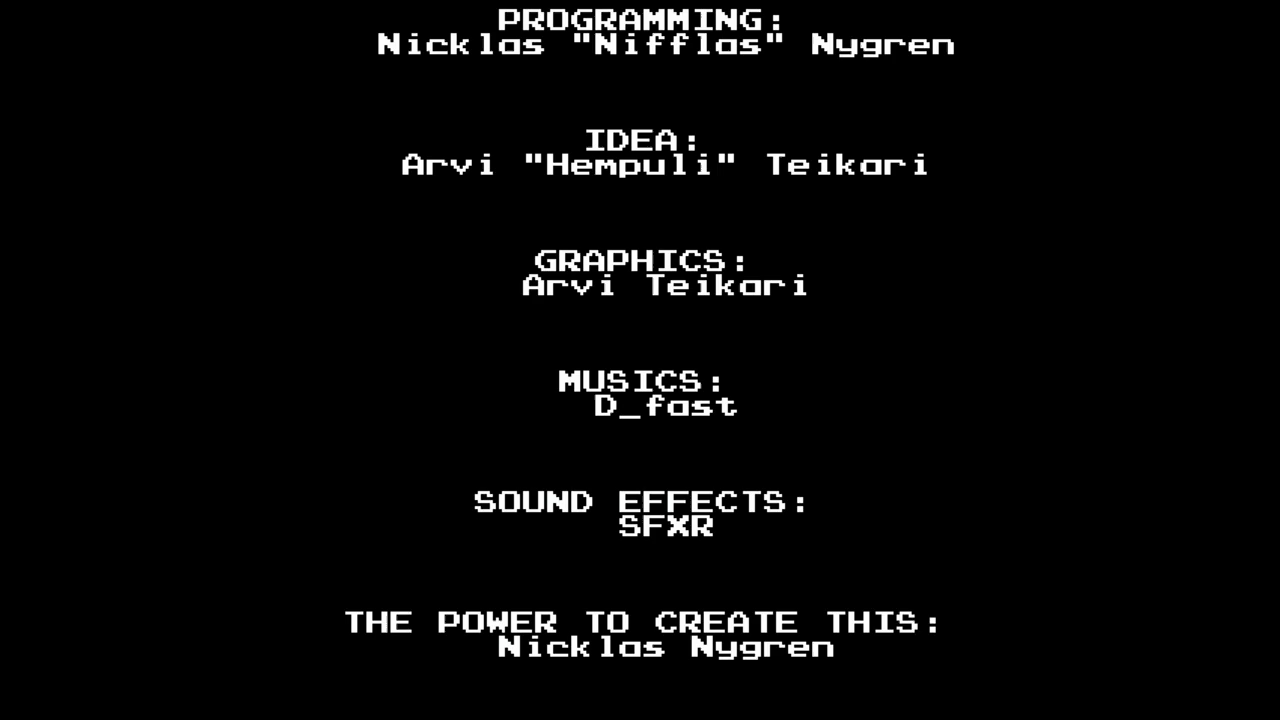 PROGRAMMING:
Nicklas "Nifflas" Nygren
IDEA:
Arvi "Hempuli" Teikari
GRAPHICS:
Arvi Teikari
MUSICS:
D_fast
SOUND EFFECTS:
SFXR
THE POWER TO CREATE THIS:
Nicklas Nygren